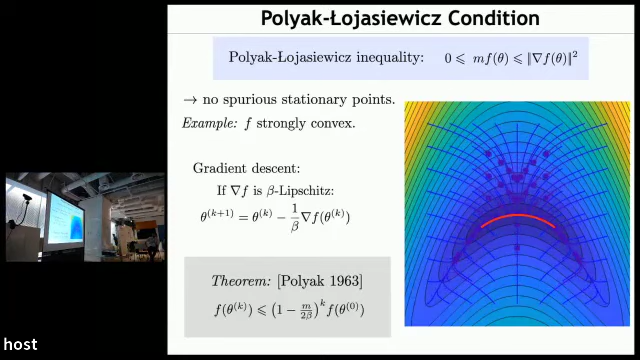 Polyak-Łojasiewicz Condition
Polyak-Łojasiewicz inequality: 0 ⩽ mf(θ) ⩽ ‖∇f(θ)‖²
→ no spurious stationary points.
Example: f strongly convex.
Gradient descent:
If ∇f is β-Lipschitz:
θ^(k+1) = θ^(k) − 1/β ∇f(θ^(k))
Theorem: [Polyak 1963]
f(θ^(k)) ⩽ (1 − m/2β)^k f(θ^(0))
host